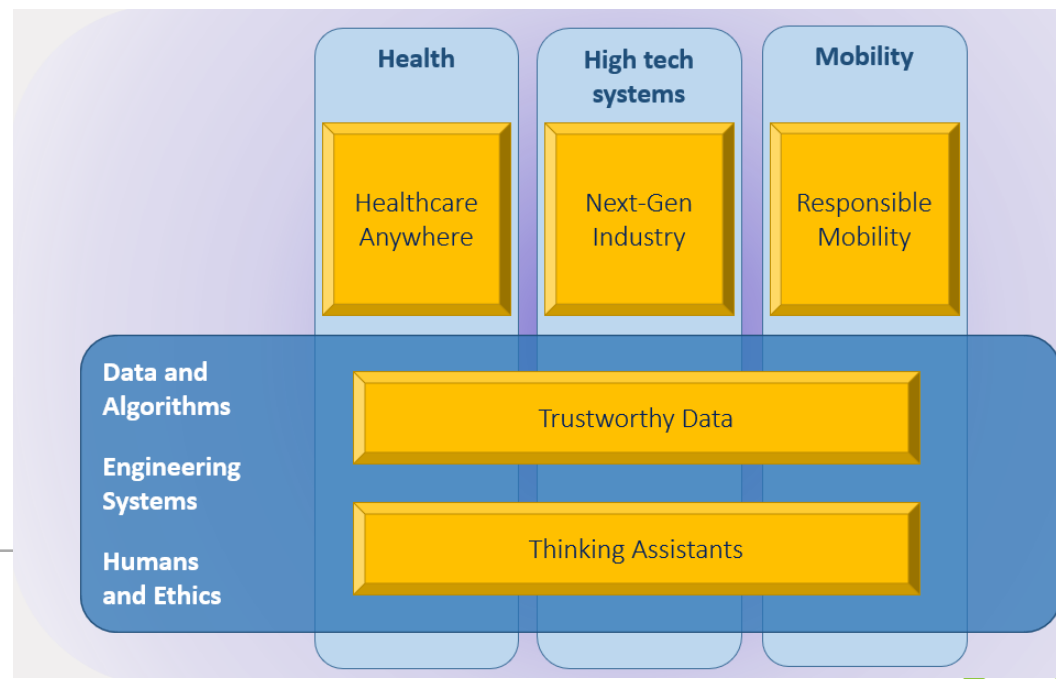 Health
High tech
systems
Mobility
Healthcare
Anywhere
Next-Gen
Industry
Responsible
Mobility
Data and
Algorithms
Engineering
Systems
Humans
and Ethics
Trustworthy Data
Thinking Assistants